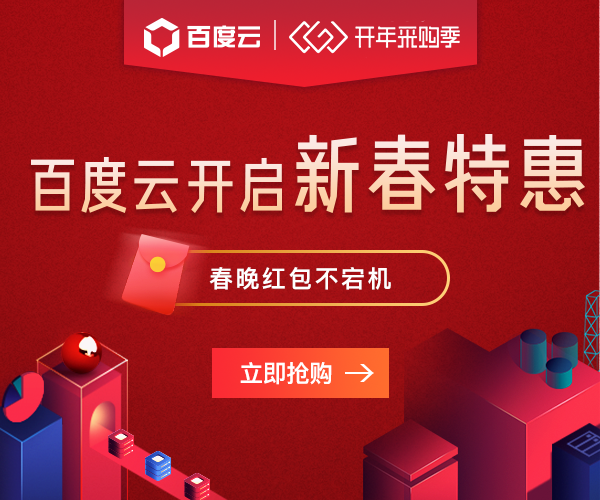 百度云 开年采购季
百度云开启新春特惠
春晚红包不宕机
立即抢购